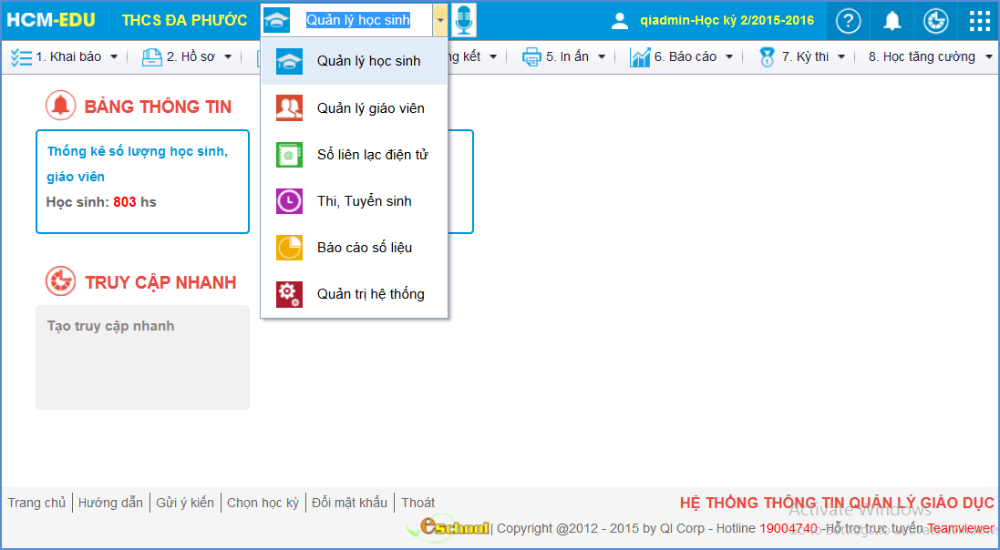 HCM-EDU THCS ĐA PHƯỚC Quản lý học sinh qiadmin-Học kỳ 2/2015-2016 ?
1. Khai báo 2. Hồ sơ ng kết 5. In ấn 6. Báo cáo 7. Kỳ thi 8. Học tăng cường
Quản lý học sinh
Quản lý giáo viên
Sổ liên lạc điện tử
Thi, Tuyển sinh
Báo cáo số liệu
Quản trị hệ thống
BẢNG THÔNG TIN
Thống kê số lượng học sinh,
giáo viên
Học sinh: 803 hs
TRUY CẬP NHANH
Tạo truy cập nhanh
Trang chủ Hướng dẫn Gửi ý kiến Chọn học kỳ Đổi mật khẩu Thoát
HỆ THỐNG THÔNG TIN QUẢN LÝ GIÁO DỤC
Activate Windows
eSchool | Copyright @2012 - 2015 by QI Corp - Hotline 19004740 -Hỗ trợ trực tuyến Teamviewer